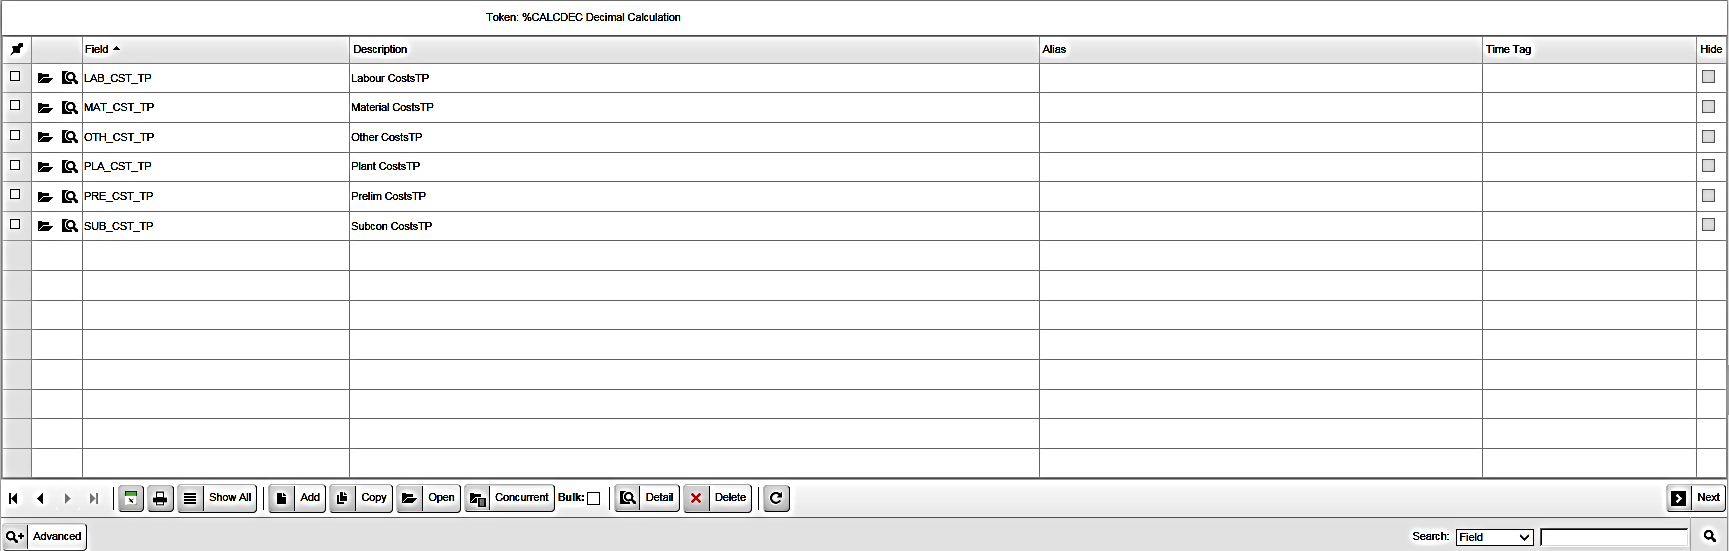 Token: %CALCDEC Decimal Calculation
Field Description Alias Time Tag Hide
LAB_CST_TP Labour CostsTP
MAT_CST_TP Material CostsTP
OTH_CST_TP Other CostsTP
PLA_CST_TP Plant CostsTP
PRE_CST_TP Prelim CostsTP
SUB_CST_TP Subcon CostsTP
Show All Add Copy Open Concurrent Bulk: Detail Delete Next
Advanced Search: Field